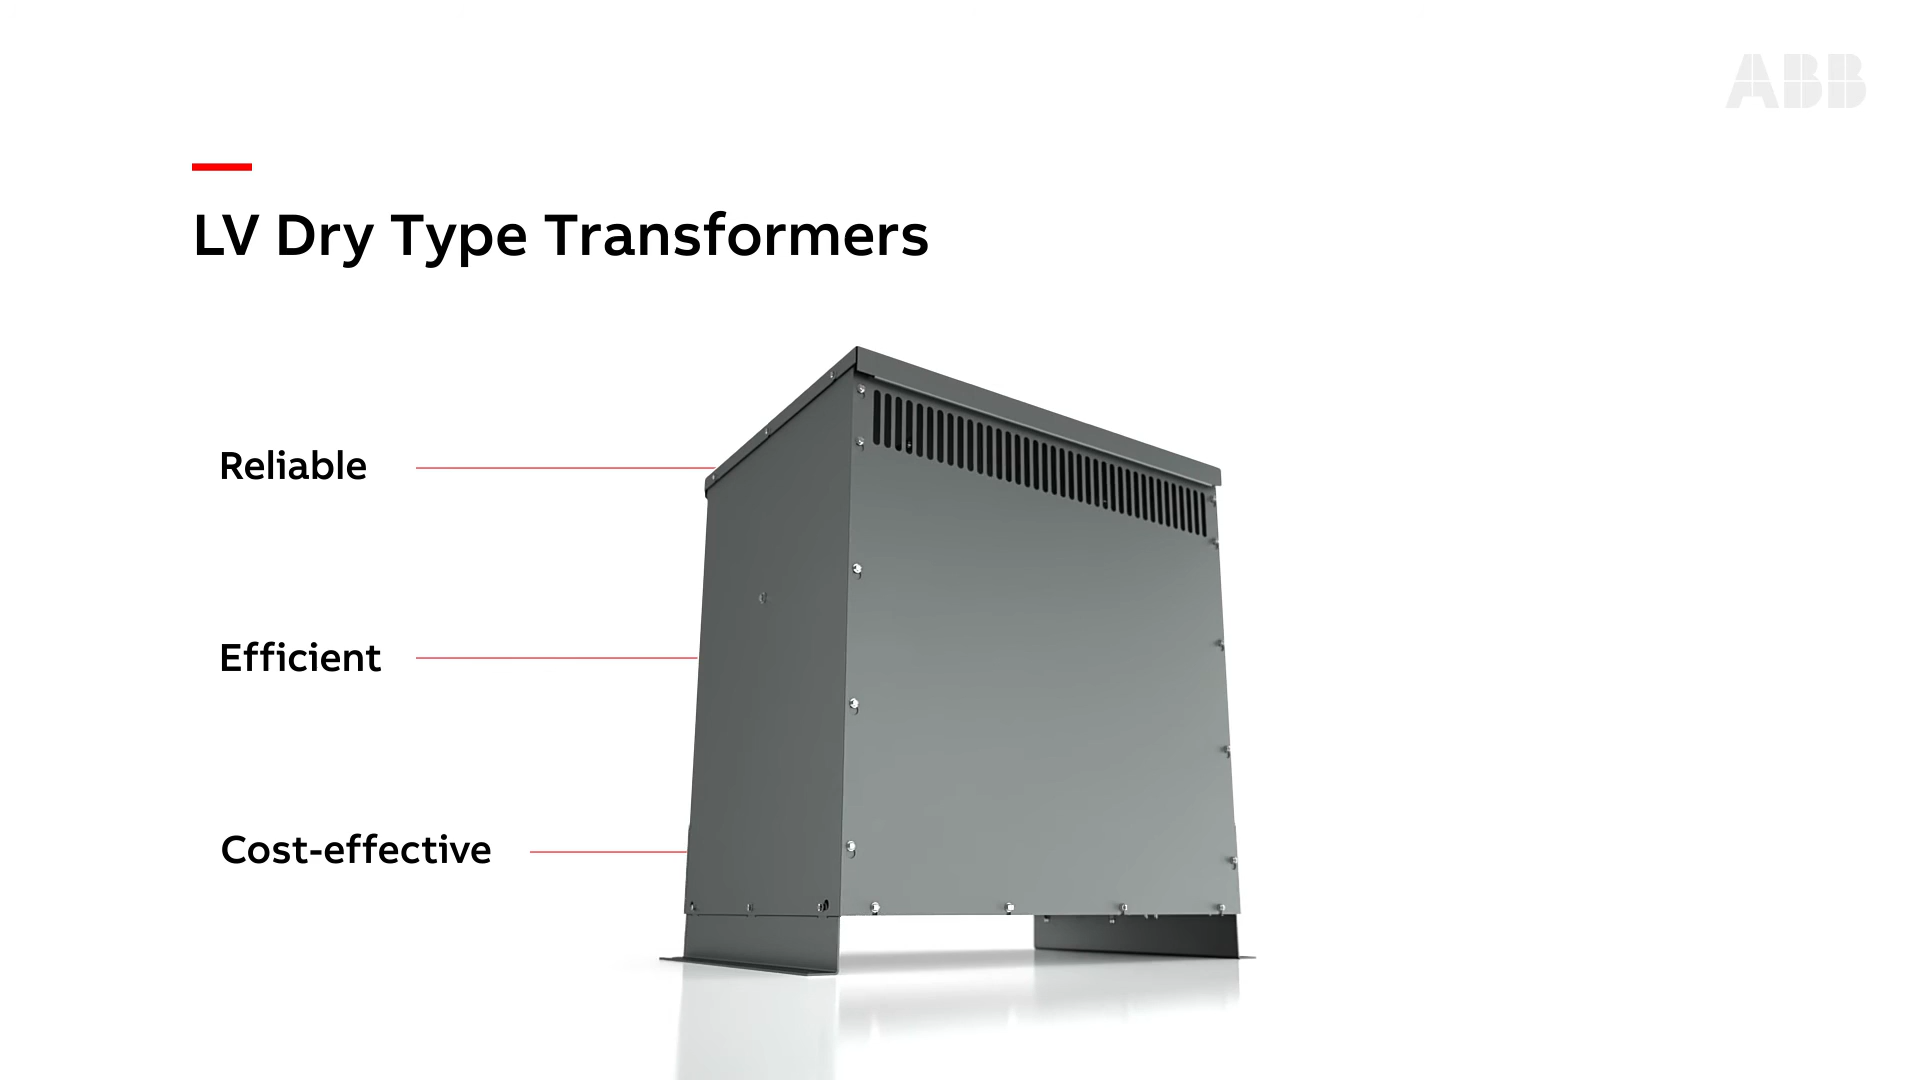 ABB
LV Dry Type Transformers
Reliable
Efficient
Cost-effective